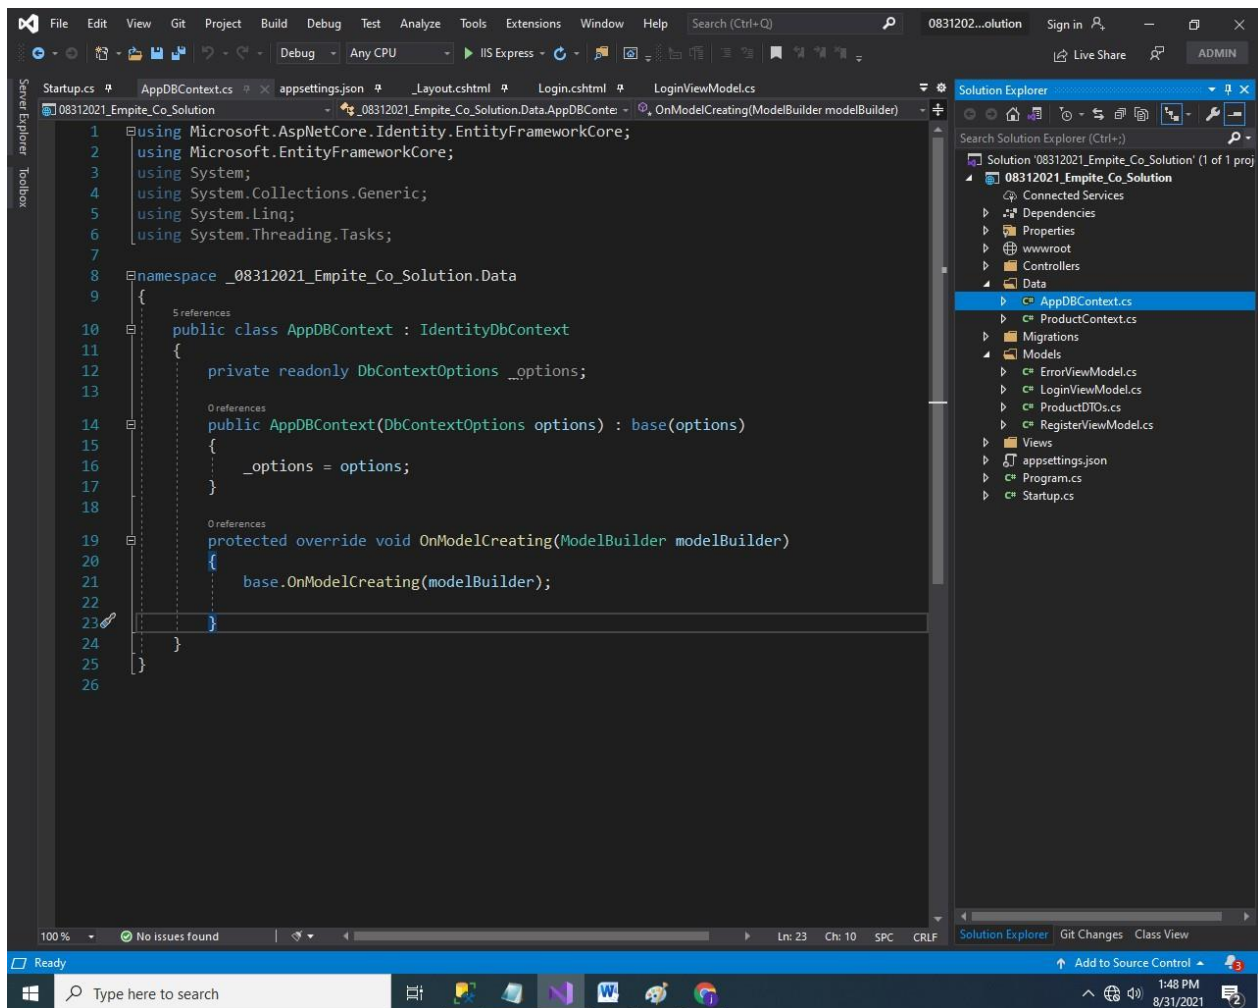 File Edit View Git Project Build Debug Test Analyze Tools Extensions Window Help Search (Ctrl+Q) 0831202...olution Sign in
Debug Any CPU IIS Express Live Share ADMIN
Server Explorer
Toolbox
Startup.cs AppDBContext.cs appsettings.json _Layout.cshtml Login.cshtml LoginViewModel.cs
08312021_Empite_Co_Solution _08312021_Empite_Co_Solution.Data.AppDBConte: OnModelCreating(ModelBuilder modelBuilder)
1 using Microsoft.AspNetCore.Identity.EntityFrameworkCore;
2 using Microsoft.EntityFrameworkCore;
3 using System;
4 using System.Collections.Generic;
5 using System.Linq;
6 using System.Threading.Tasks;
7
8 namespace _08312021_Empite_Co_Solution.Data
9 {
5 references
10 public class AppDBContext : IdentityDbContext
11 {
12 private readonly DbContextOptions _options;
13
0 references
14 public AppDBContext(DbContextOptions options) : base(options)
15 {
16 _options = options;
17 }
18
0 references
19 protected override void OnModelCreating(ModelBuilder modelBuilder)
20 {
21 base.OnModelCreating(modelBuilder);
22
23 }
24 }
25 }
26
100 % No issues found Ln: 23 Ch: 10 SPC CRLF
Solution Explorer
Search Solution Explorer (Ctrl+;)
Solution '08312021_Empite_Co_Solution' (1 of 1 proj
08312021_Empite_Co_Solution
Connected Services
Dependencies
Properties
wwwroot
Controllers
Data
C# AppDBContext.cs
C# ProductContext.cs
Migrations
Models
C# ErrorViewModel.cs
C# LoginViewModel.cs
C# ProductDTOs.cs
C# RegisterViewModel.cs
Views
appsettings.json
C# Program.cs
C# Startup.cs
Solution Explorer Git Changes Class View
Ready Add to Source Control 3
Type here to search W 1:48 PM
8/31/2021 2